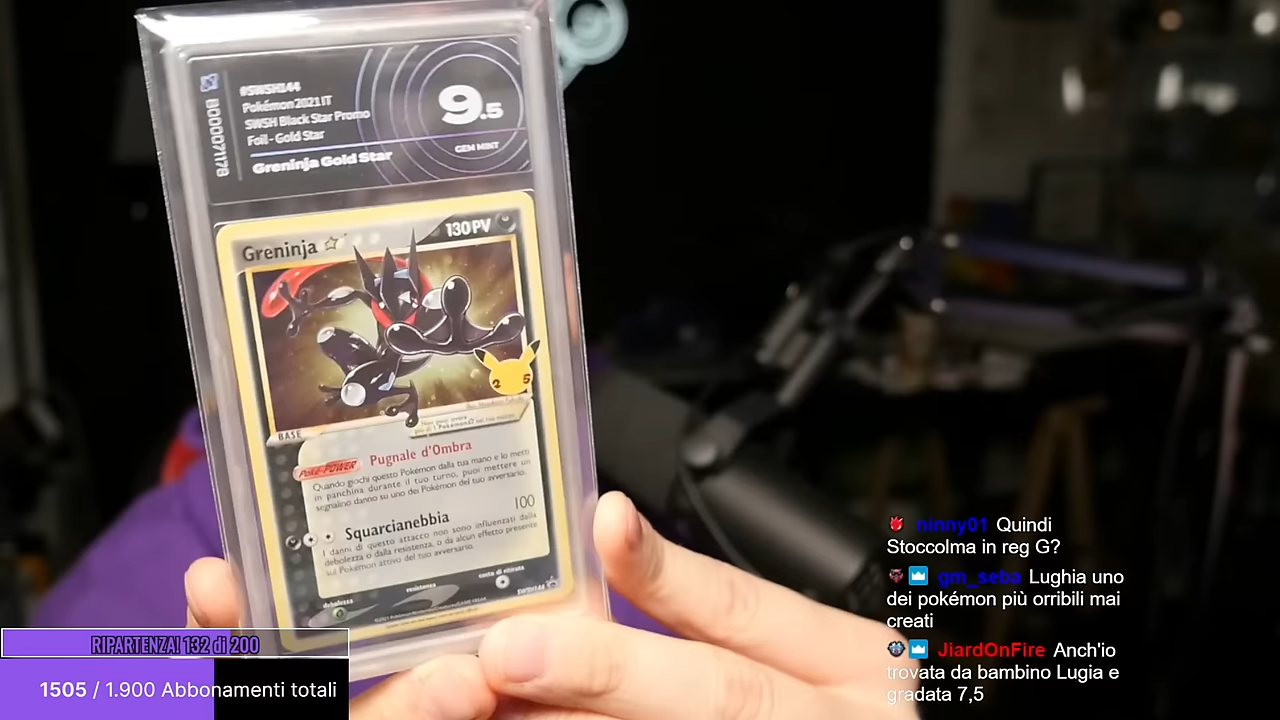 #SWSH144
Pokémon 2021 IT
SWSH Black Star Promo
Foil - Gold Star
Greninja Gold Star
9.5
GEM MINT
Greninja ☆
130 PV
25
BASE
Poké-POWER Pugnale d'Ombra
Quando giochi questo Pokémon dalla tua mano e lo metti
in panchina durante il tuo turno, puoi mettere un
segnalino danno su uno dei Pokémon del tuo avversario.
Squarcianebbia 100
I danni di questo attacco non sono influenzati dalla
debolezza o dalla resistenza, o da alcun effetto presente
sul Pokémon attivo del tuo avversario.
debolezza resistenza costo di ritirata
SWSH144
ninny01 Quindi
Stoccolma in reg G?
gm_seba Lughia uno
dei pokémon più orribili mai
creati
JiardOnFire Anch'io
trovata da bambino Lugia e
gradata 7,5
RIPARTENZA! 132 di 200
1505 / 1.900 Abbonamenti totali